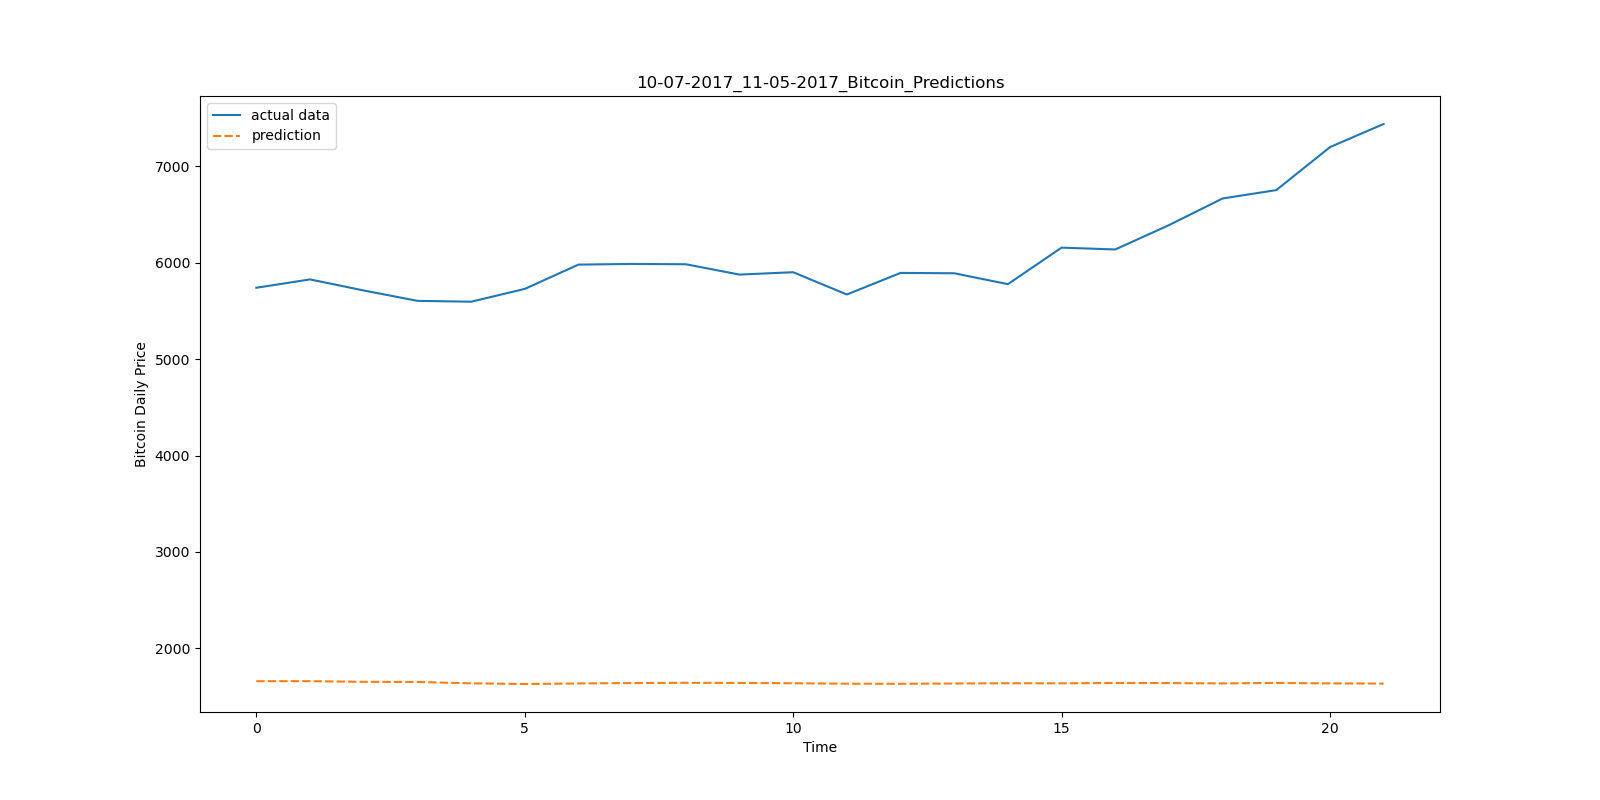 10-07-2017_11-05-2017_Bitcoin_Predictions
actual data
prediction
7000
6000
5000
4000
3000
2000
Bitcoin Daily Price
0 5 10 15 20
Time